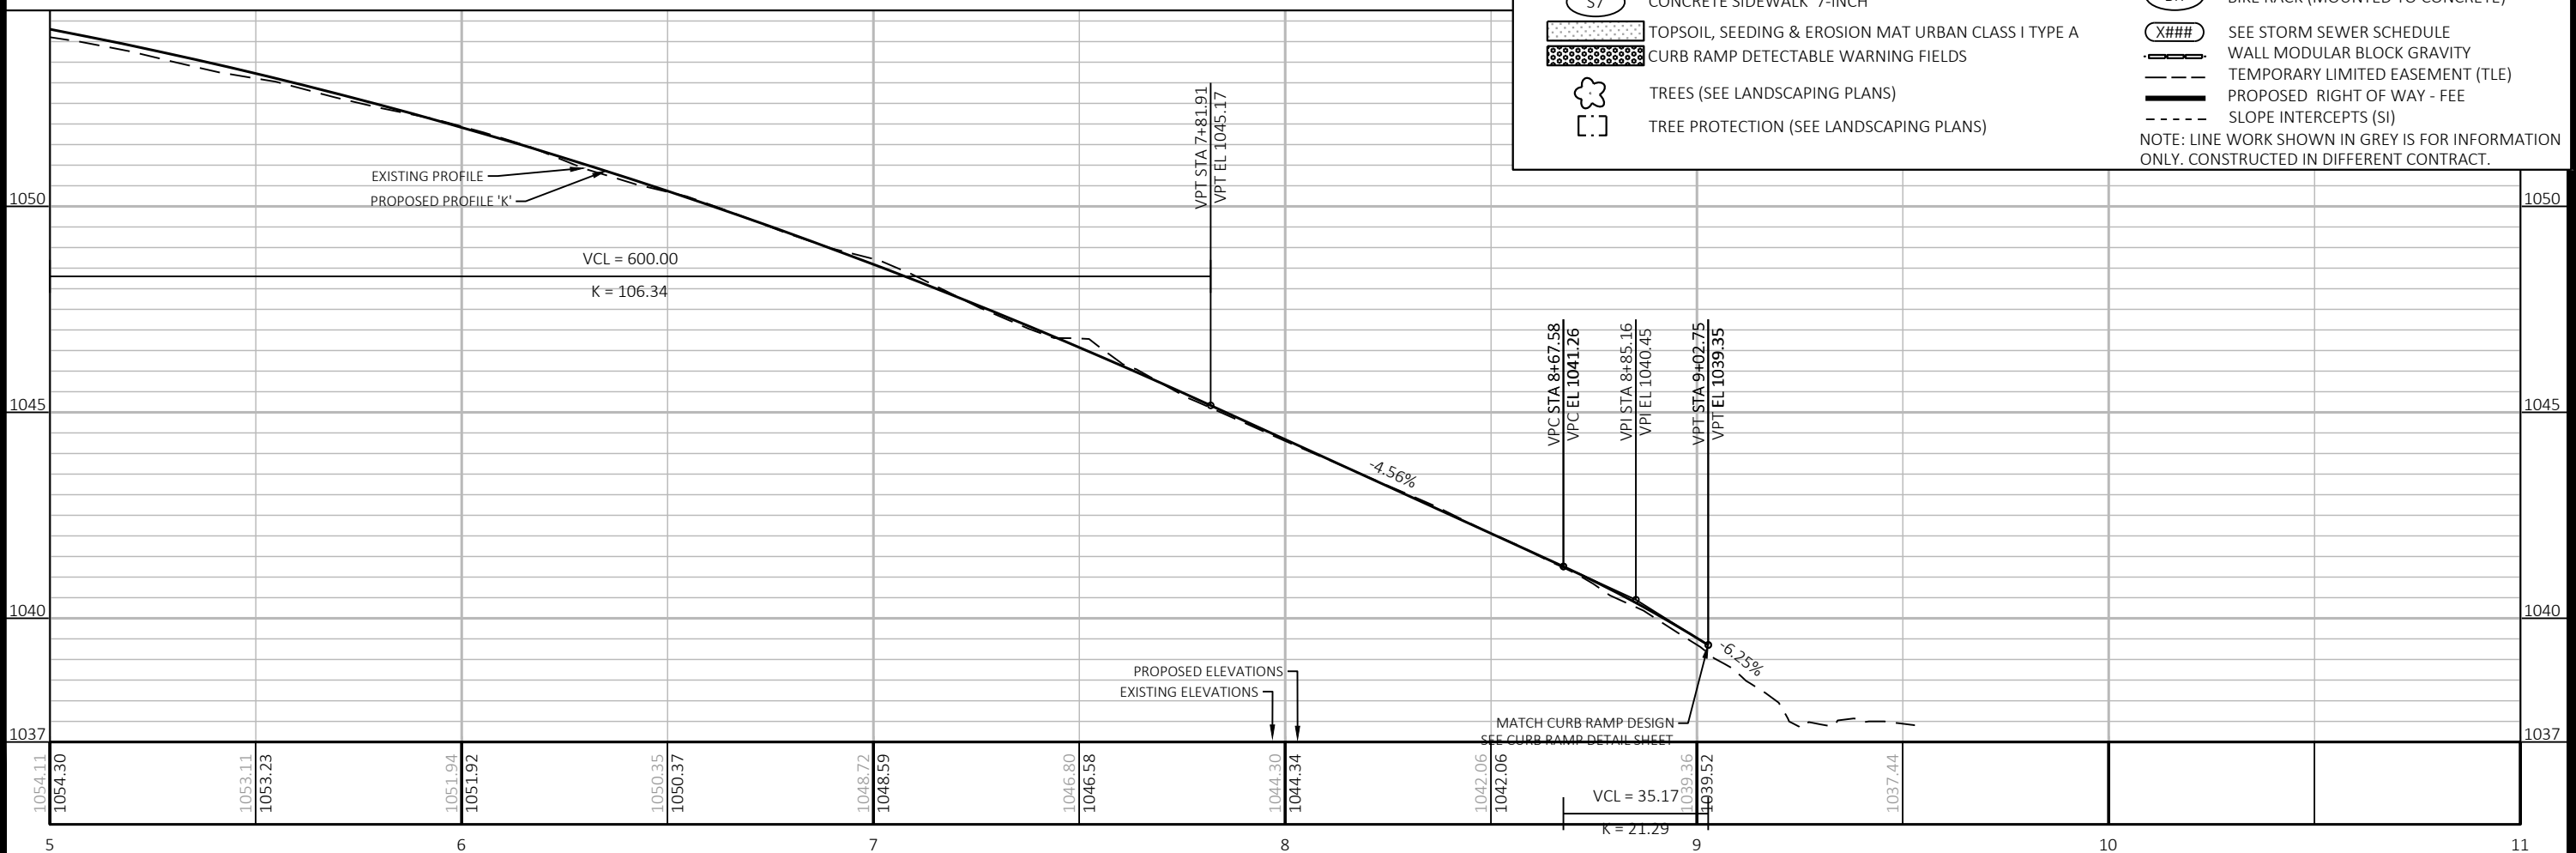 S7 CONCRETE SIDEWALK 7-INCH
TOPSOIL, SEEDING & EROSION MAT URBAN CLASS I TYPE A
CURB RAMP DETECTABLE WARNING FIELDS
TREES (SEE LANDSCAPING PLANS)
TREE PROTECTION (SEE LANDSCAPING PLANS)
BIKE RACK (MOUNTED TO CONCRETE)
X### SEE STORM SEWER SCHEDULE
WALL MODULAR BLOCK GRAVITY
TEMPORARY LIMITED EASEMENT (TLE)
PROPOSED RIGHT OF WAY - FEE
SLOPE INTERCEPTS (SI)
NOTE: LINE WORK SHOWN IN GREY IS FOR INFORMATION
ONLY. CONSTRUCTED IN DIFFERENT CONTRACT.
VPT STA 7+81.91
VPT EL 1045.17
EXISTING PROFILE
PROPOSED PROFILE 'K'
1050
1050
VCL = 600.00
K = 106.34
VPC STA 8+67.58
VPC EL 1041.26
VPI STA 8+85.16
VPI EL 1040.45
VPT STA 9+02.75
VPT EL 1039.35
1045
1045
-4.56%
1040
1040
-6.25%
PROPOSED ELEVATIONS
EXISTING ELEVATIONS
MATCH CURB RAMP DESIGN
SEE CURB RAMP DETAIL SHEET
1037
1037
1054.11
1054.30
1053.11
1053.23
1051.94
1051.92
1050.35
1050.37
1048.72
1048.59
1046.80
1046.58
1044.30
1044.34
1042.06
1042.06
1039.36
1039.52
1037.44
VCL = 35.17
K = 21.29
5
6
7
8
9
10
11